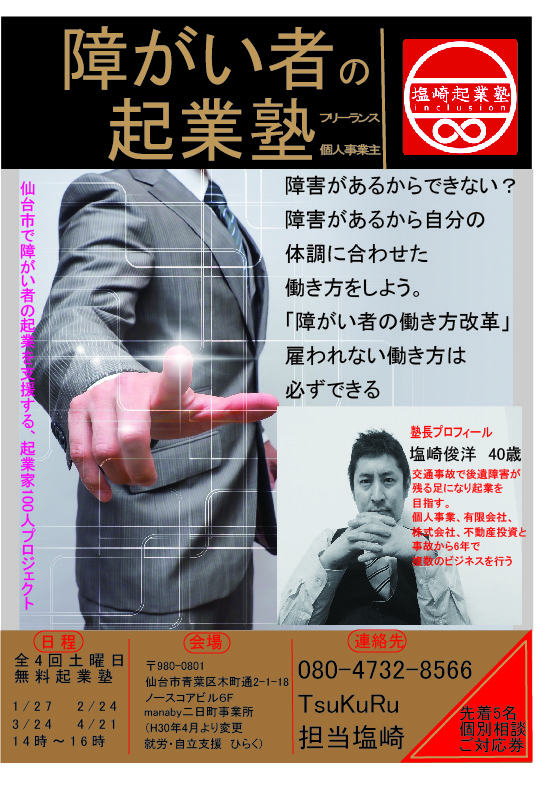 障がい者の
起業塾
フリーランス
個人事業主
塩崎起業塾
inclusion
仙台市で障がい者の起業を支援する、起業家100人プロジェクト
障害があるからできない？
障害があるから自分の
体調に合わせた
働き方をしよう。
「障がい者の働き方改革」
雇われない働き方は
必ずできる
塾長プロフィール
塩崎俊洋 40歳
交通事故で後遺障害が
残る足になり起業を
目指す。
個人事業、有限会社、
株式会社、不動産投資と
事故から6年で
複数のビジネスを行う
日程
全4回土曜日
無料起業塾
1/27 2/24
3/24 4/21
14時～16時
会場
〒980-0801
仙台市青葉区木町通2-1-18
ノースコアビル6F
manaby二日町事業所
(H30年4月より変更
就労・自立支援 ひらく)
連絡先
080-4732-8566
TsuKuRu
担当塩崎
先着5名
個別相談
ご対応券